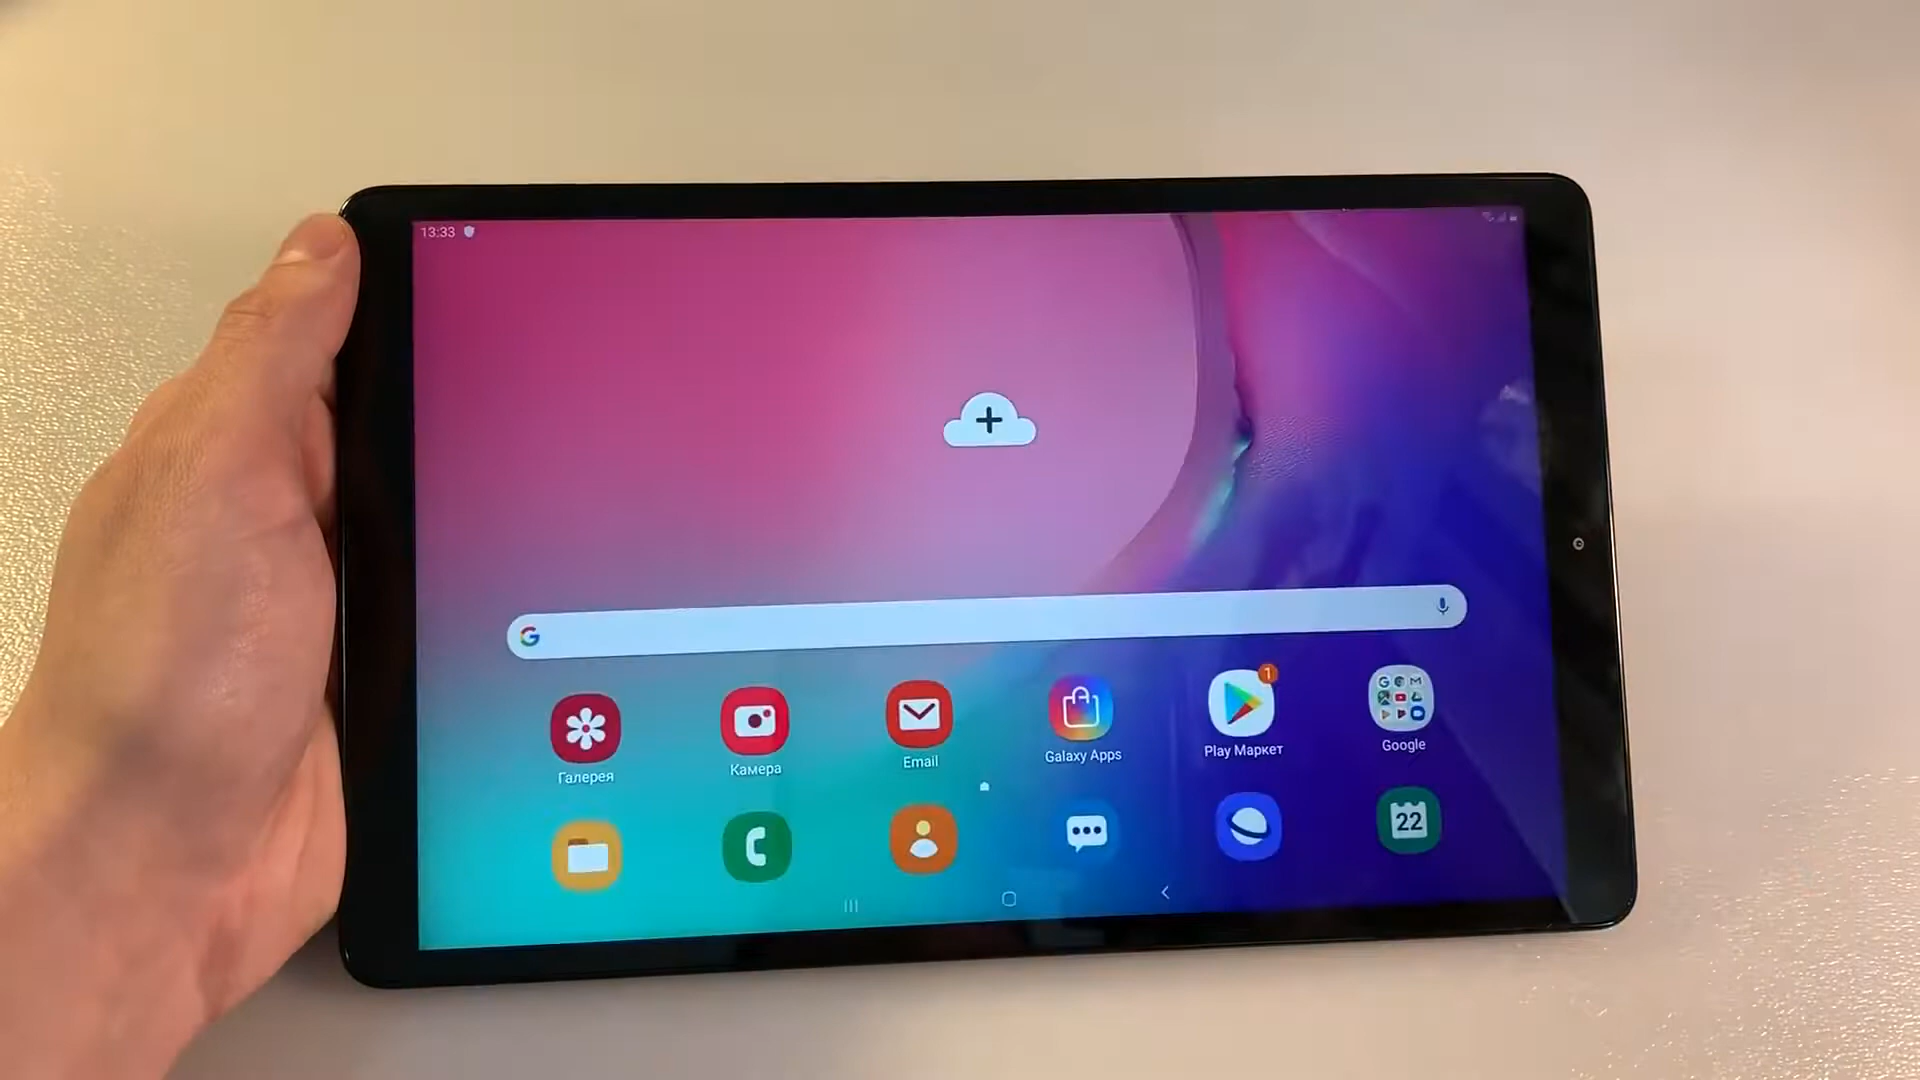 13:33
1
Галерея
Камера
Email
Galaxy Apps
Play Маркет
Google
22